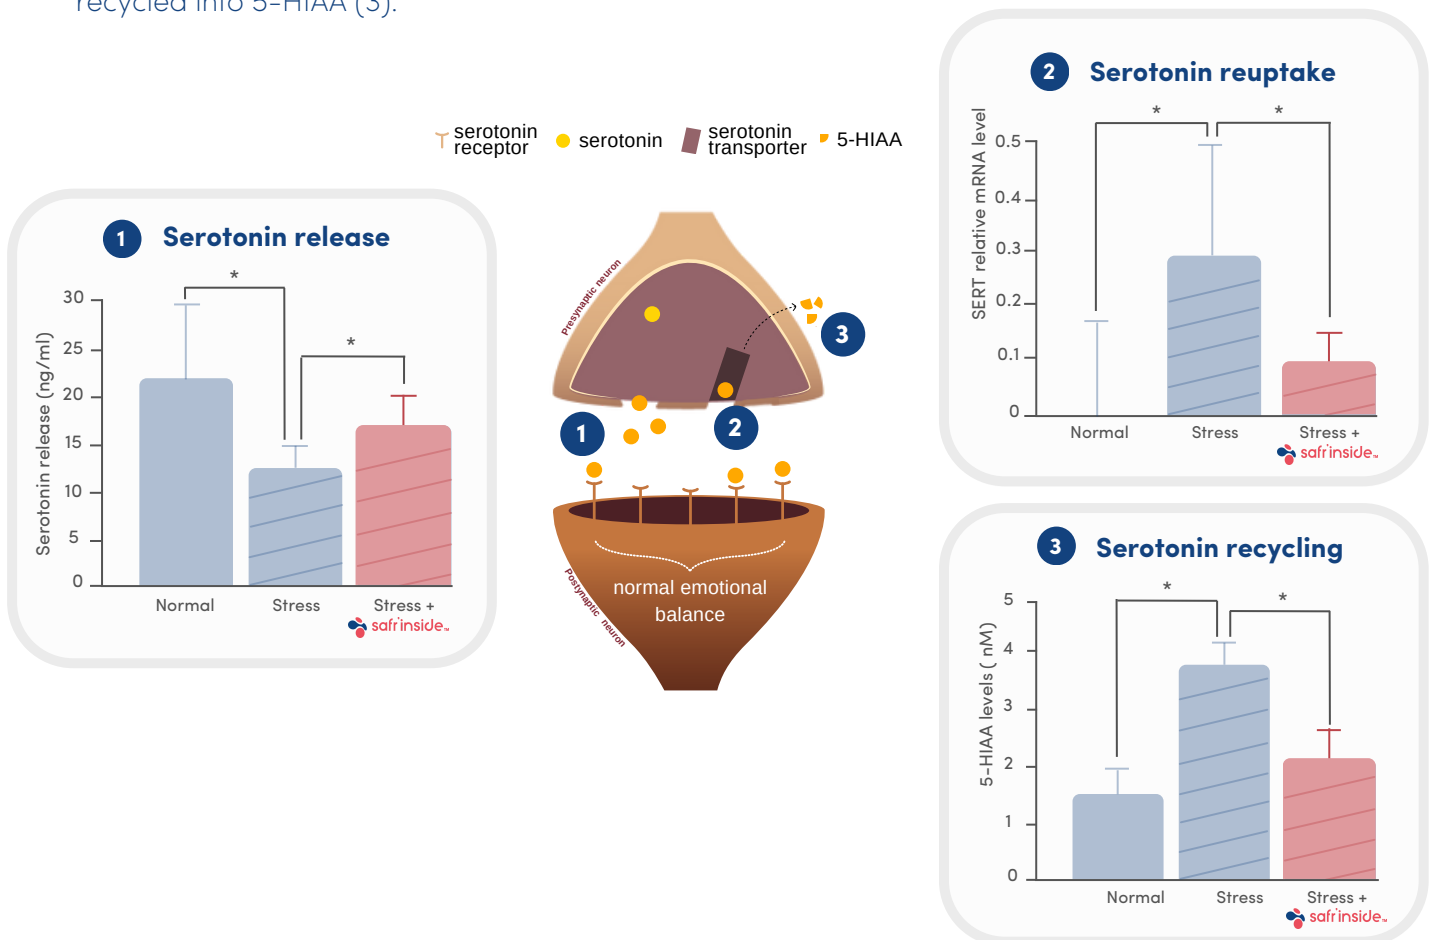 recycled into 5-HIAA (3).
serotonin
receptor
serotonin
serotonin
transporter
5-HIAA
1 Serotonin release
Serotonin release (ng/ml)
*
*
30
25
20
15
10
5
0
Normal
Stress
Stress +
safr'inside™
Presynaptic neuron
3
1
2
normal emotional
balance
Postynaptic neuron
2 Serotonin reuptake
SERT relative mRNA level
*
*
0.5
0.4
0.3
0.2
0.1
0
Normal
Stress
Stress +
safr'inside™
3 Serotonin recycling
5-HIAA levels ( nM)
*
*
5
4
3
2
1
0
Normal
Stress
Stress +
safr'inside™